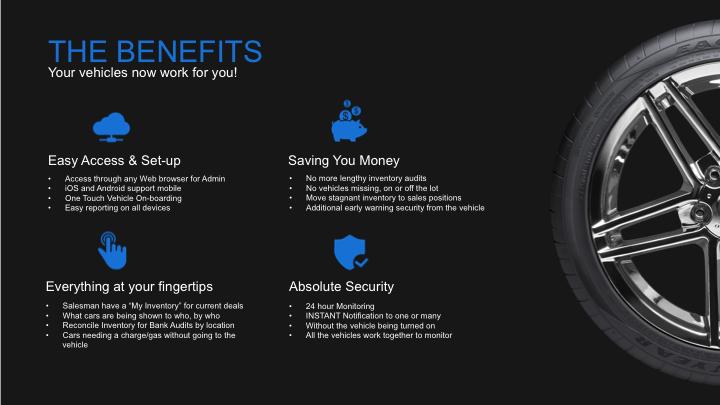 THE BENEFITS
Your vehicles now work for you!
Easy Access & Set-up
• Access through any Web browser for Admin
• iOS and Android support mobile
• One Touch Vehicle On-boarding
• Easy reporting on all devices
Saving You Money
• No more lengthy inventory audits
• No vehicles missing, on or off the lot
• Move stagnant inventory to sales positions
• Additional early warning security from the vehicle
Everything at your fingertips
• Salesman have a “My Inventory” for current deals
• What cars are being shown to who, by who
• Reconcile Inventory for Bank Audits by location
• Cars needing a charge/gas without going to the
vehicle
Absolute Security
• 24 hour Monitoring
• INSTANT Notification to one or many
• Without the vehicle being turned on
• All the vehicles work together to monitor